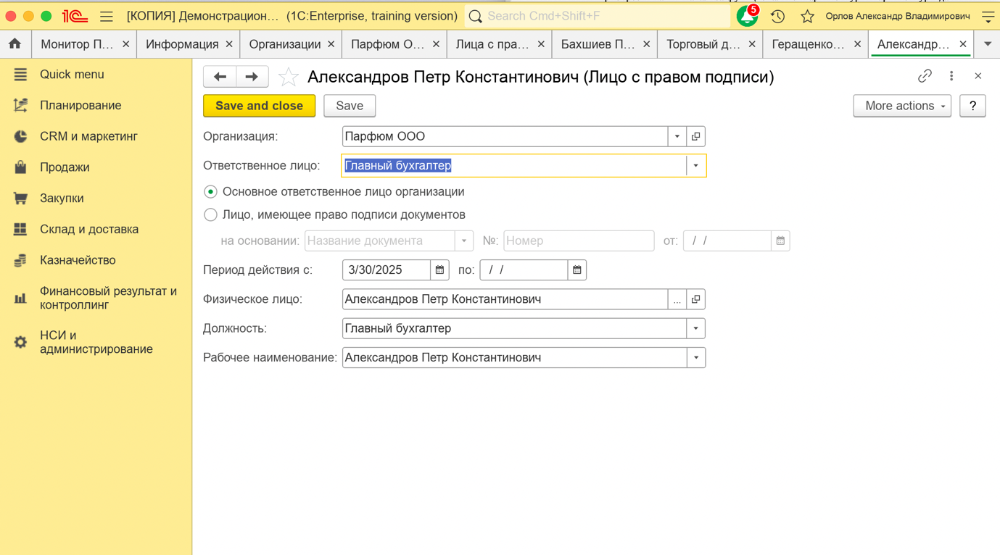 1С [КОПИЯ] Демонстрацион... (1C:Enterprise, training version) Search Cmd+Shift+F 5 Орлов Александр Владимирович
Монитор П... × Информация × Организации × Парфюм О... × Лица с пра... × Бахшиев П... × Торговый д... × Геращенко... × Александр... ×
Quick menu
Планирование
CRM и маркетинг
Продажи
Закупки
Склад и доставка
Казначейство
Финансовый результат и
контроллинг
НСИ и
администрирование
Александров Петр Константинович (Лицо с правом подписи)
Save and close Save More actions ?
Организация: Парфюм ООО
Ответственное лицо: Главный бухгалтер
Основное ответственное лицо организации
Лицо, имеющее право подписи документов
на основании: Название документа №: Номер от: / /
Период действия с: 3/30/2025 по: / /
Физическое лицо: Александров Петр Константинович ...
Должность: Главный бухгалтер
Рабочее наименование: Александров Петр Константинович